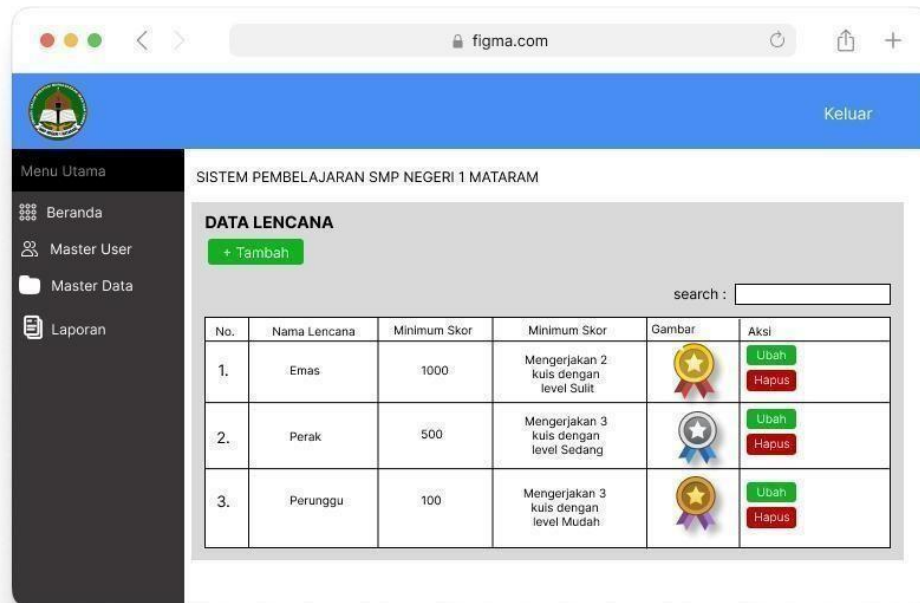 figma.com
Keluar
Menu Utama
Beranda
Master User
Master Data
Laporan
SISTEM PEMBELAJARAN SMP NEGERI 1 MATARAM
DATA LENCANA
+ Tambah
search :
No. Nama Lencana Minimum Skor Minimum Skor Gambar Aksi
1. Emas 1000 Mengerjakan 2
kuis dengan
level Sulit
Ubah
Hapus
2. Perak 500 Mengerjakan 3
kuis dengan
level Sedang
Ubah
Hapus
3. Perunggu 100 Mengerjakan 3
kuis dengan
level Mudah
Ubah
Hapus